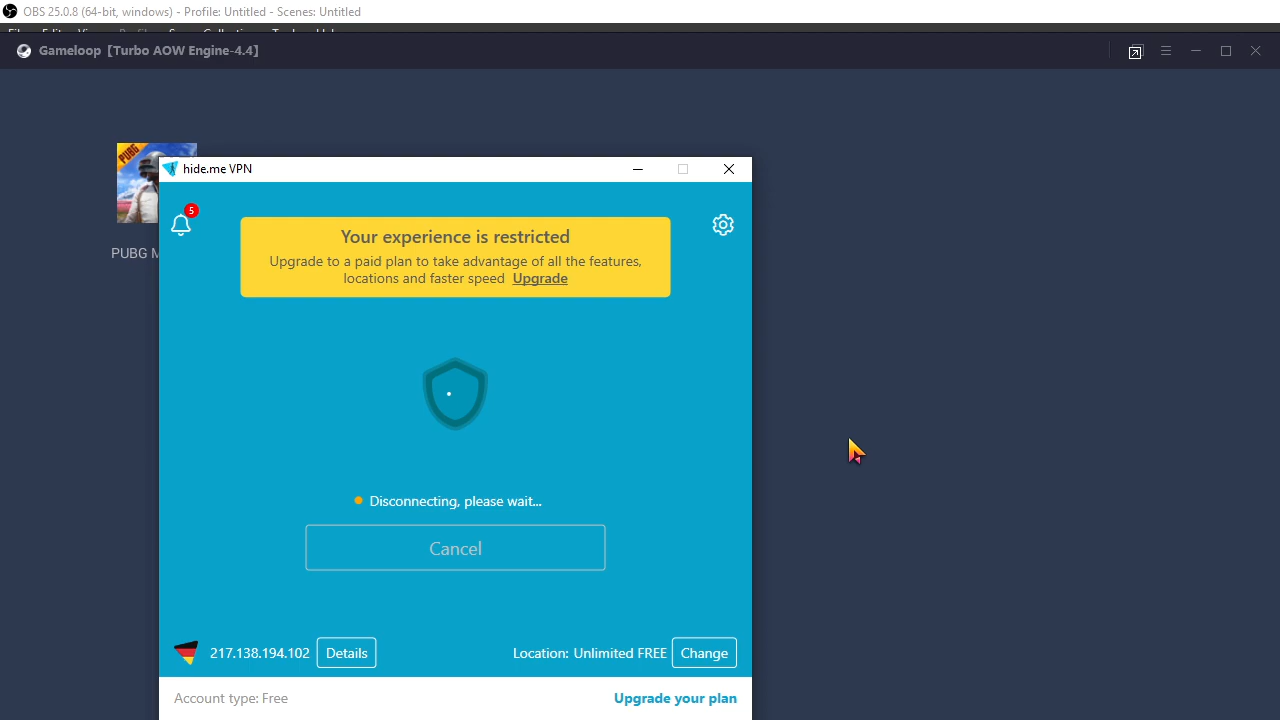 OBS 25.0.8 (64-bit, windows) - Profile: Untitled - Scenes: Untitled
Gameloop [Turbo AOW Engine-4.4]
PUBG
PUBG M
hide.me VPN
5
Your experience is restricted
Upgrade to a paid plan to take advantage of all the features,
locations and faster speed Upgrade
Disconnecting, please wait...
Cancel
217.138.194.102 Details
Location: Unlimited FREE Change
Account type: Free
Upgrade your plan